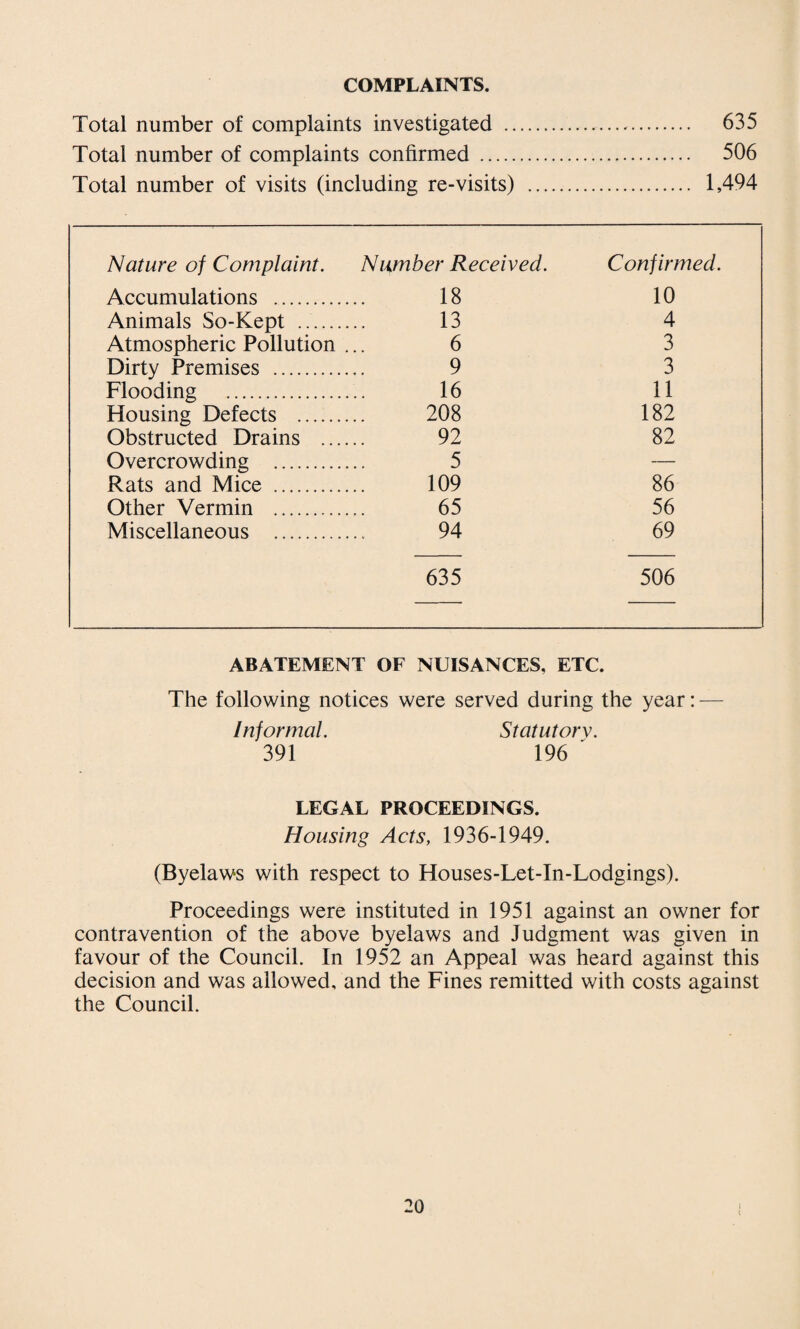 COMPLAINTS.
Total number of complaints investigated .............................. 635
Total number of complaints confirmed .................................. 506
Total number of visits (including re-visits) .......................... 1,494
Nature of Complaint. Number Received. Confirmed.
Accumulations ............ 18 10
Animals So-Kept ......... 13 4
Atmospheric Pollution ... 6 3
Dirty Premises ............ 9 3
Flooding .................. 16 11
Housing Defects ......... 208 182
Obstructed Drains ...... 92 82
Overcrowding ............ 5 —
Rats and Mice ............ 109 86
Other Vermin ............ 65 56
Miscellaneous ............ 94 69
635 506
ABATEMENT OF NUISANCES, ETC.
The following notices were served during the year: —
Informal. Statutory.
391 196
LEGAL PROCEEDINGS.
Housing Acts, 1936-1949.
(Byelaws with respect to Houses-Let-In-Lodgings).
Proceedings were instituted in 1951 against an owner for
contravention of the above byelaws and Judgment was given in
favour of the Council. In 1952 an Appeal was heard against this
decision and was allowed, and the Fines remitted with costs against
the Council.
20